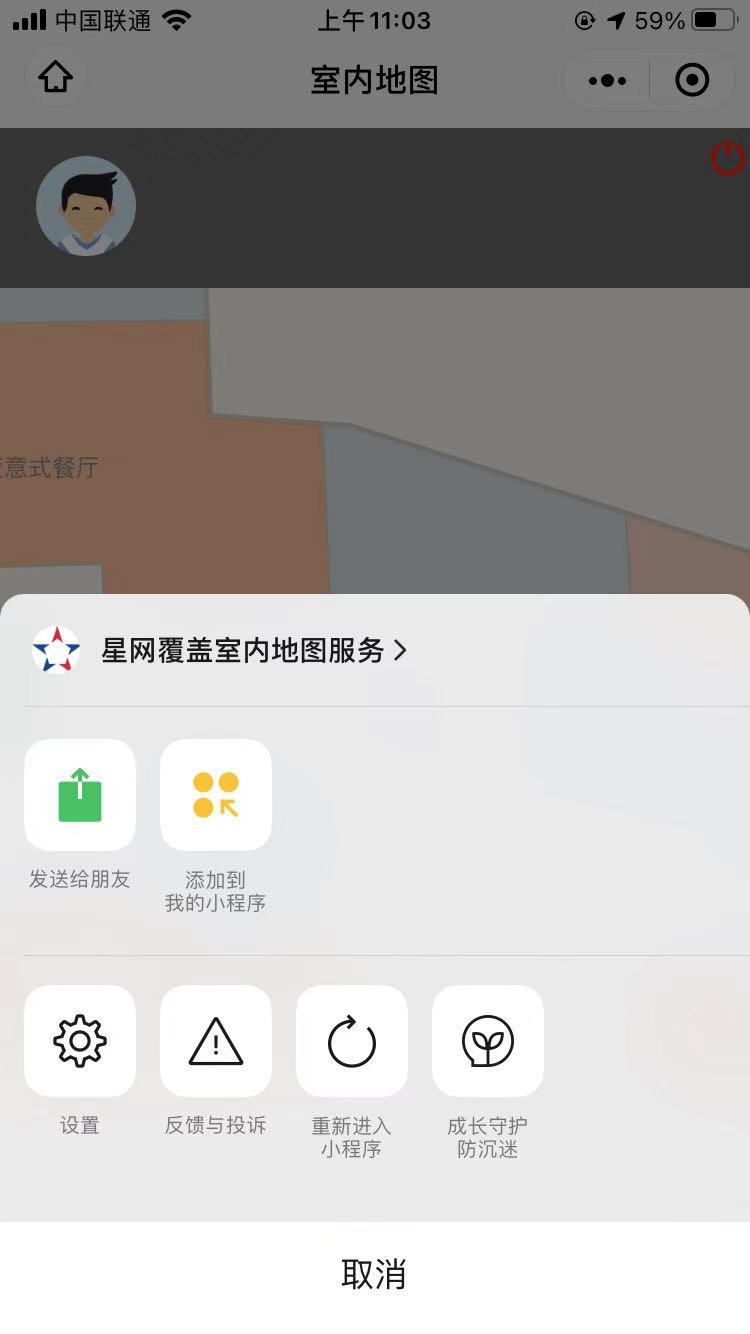 中国联通
上午11:03
59%
室内地图
意式餐厅
星网覆盖室内地图服务
发送给朋友
添加到
我的小程序
设置
反馈与投诉
重新进入
小程序
成长守护
防沉迷
取消